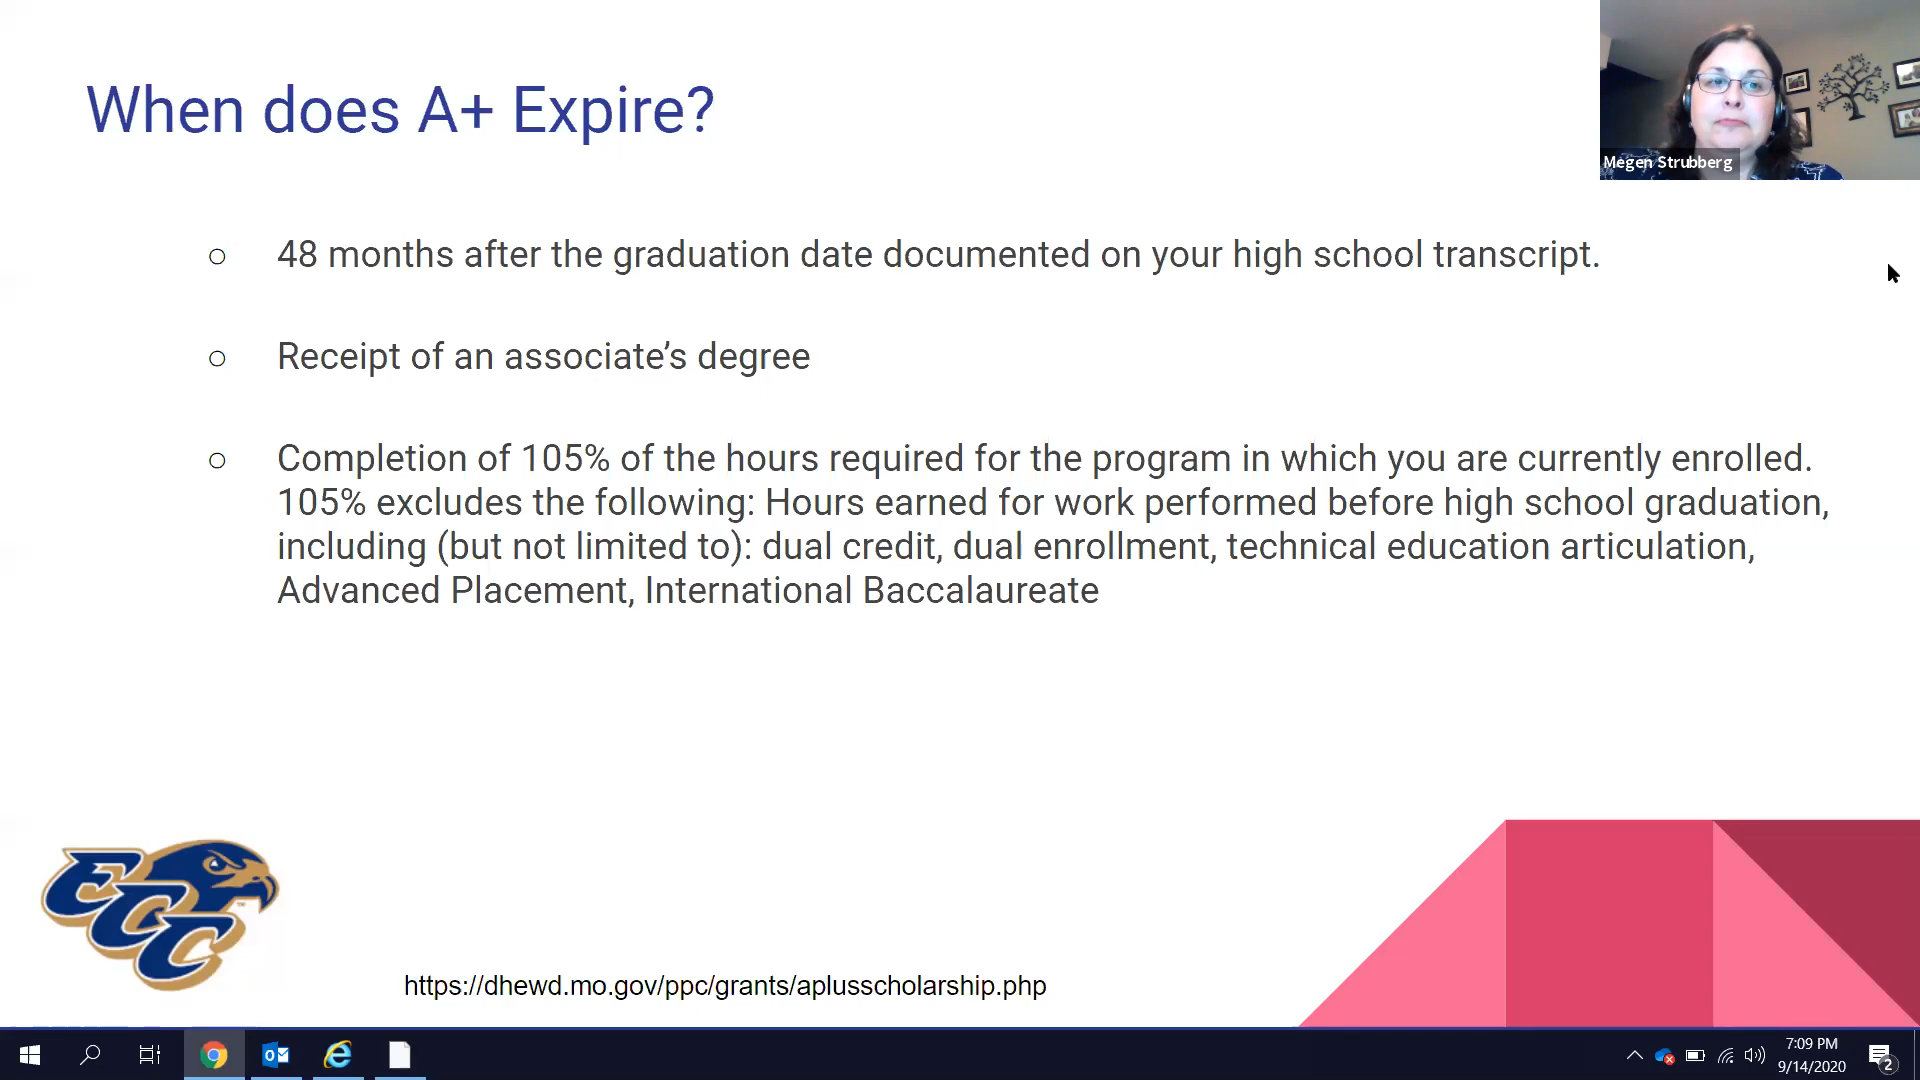 When does A+ Expire?
Megen Strubberg
○ 48 months after the graduation date documented on your high school transcript.
○ Receipt of an associate’s degree
○ Completion of 105% of the hours required for the program in which you are currently enrolled.
105% excludes the following: Hours earned for work performed before high school graduation,
including (but not limited to): dual credit, dual enrollment, technical education articulation,
Advanced Placement, International Baccalaureate
ECC
https://dhewd.mo.gov/ppc/grants/aplusscholarship.php
7:09 PM
9/14/2020
2